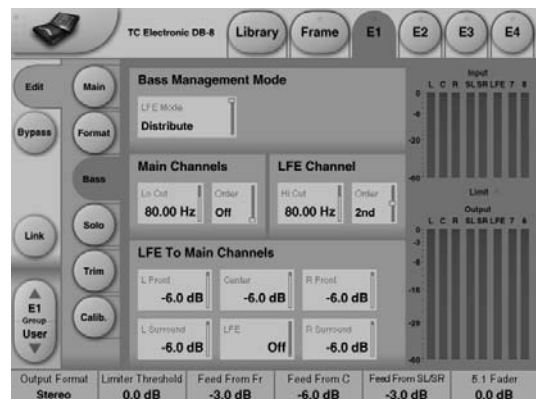 TC Electronic DB-8
Library
Frame
E1
E2
E3
E4
Edit
Main
Bypass
Format
Bass
Solo
Link
Trim
E1
Group
User
Calib.
Bass Management Mode
LFE Mode
Distribute
Main Channels
Lo Cut
80.00 Hz
Order
Off
LFE Channel
Hi Cut
80.00 Hz
Order
2nd
LFE To Main Channels
L Front
-6.0 dB
Center
-6.0 dB
R Front
-6.0 dB
L Surround
-6.0 dB
LFE
Off
R Surround
-6.0 dB
Input
L C R SL SR LFE 7 8
0
-20
-60
Limit
Output
L C R SL SR LFE 7 8
0
-60
Output Format
Stereo
Limiter Threshold
0.0 dB
Feed From Fr
-3.0 dB
Feed From C
-6.0 dB
Feed From SL/SR
-3.0 dB
5.1 Fader
0.0 dB